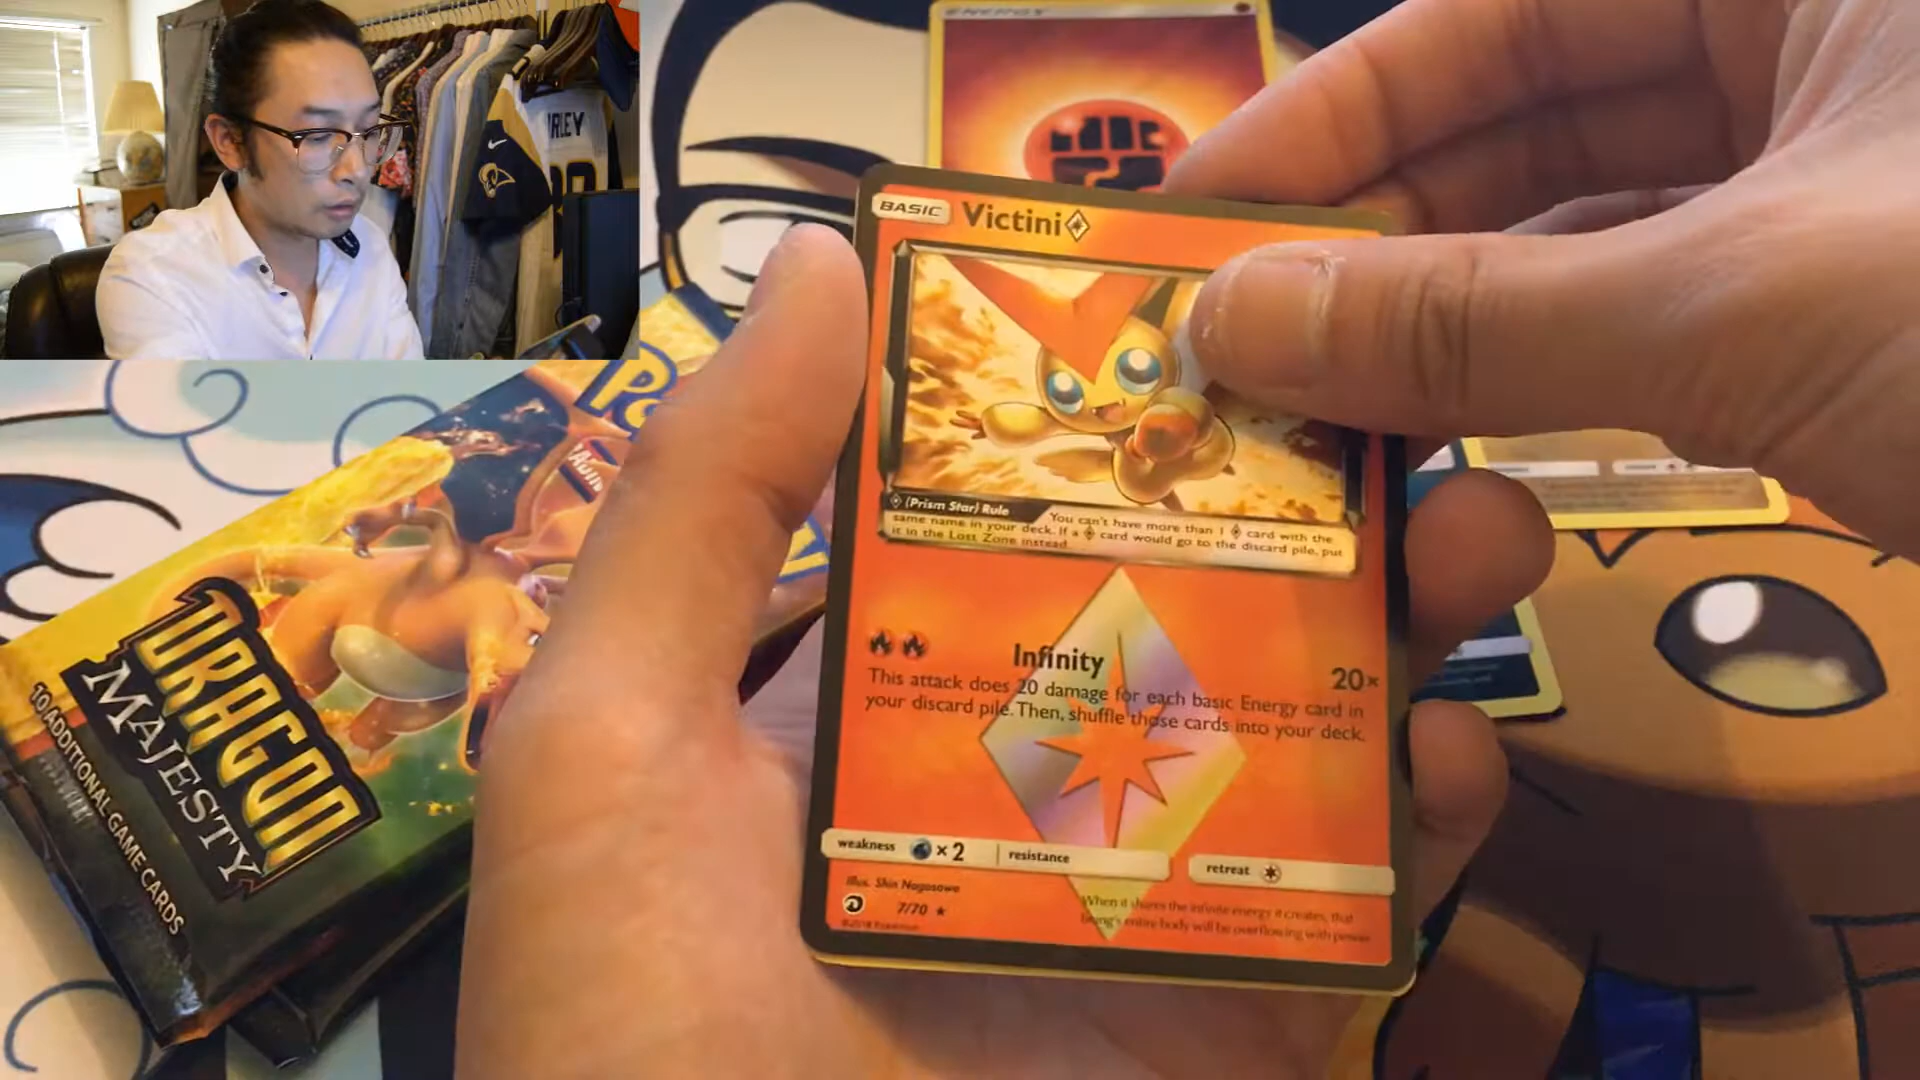 RLEY
ENERGY
BASIC
Victini
(Prism Star) Rule
You can't have more than 1 card with the
same name in your deck. If a card would go to the discard pile, put
it in the Lost Zone instead.
Infinity
20×
This attack does 20 damage for each basic Energy card in
your discard pile. Then, shuffle those cards into your deck.
weakness
×2
resistance
retreat
Illus. Shin Nagasawa
7/70
©2018 Pokémon
When it shares the infinite energy it creates, that
being's entire body will be overflowing with power.
DRAGON
MAJESTY
10 ADDITIONAL GAME CARDS